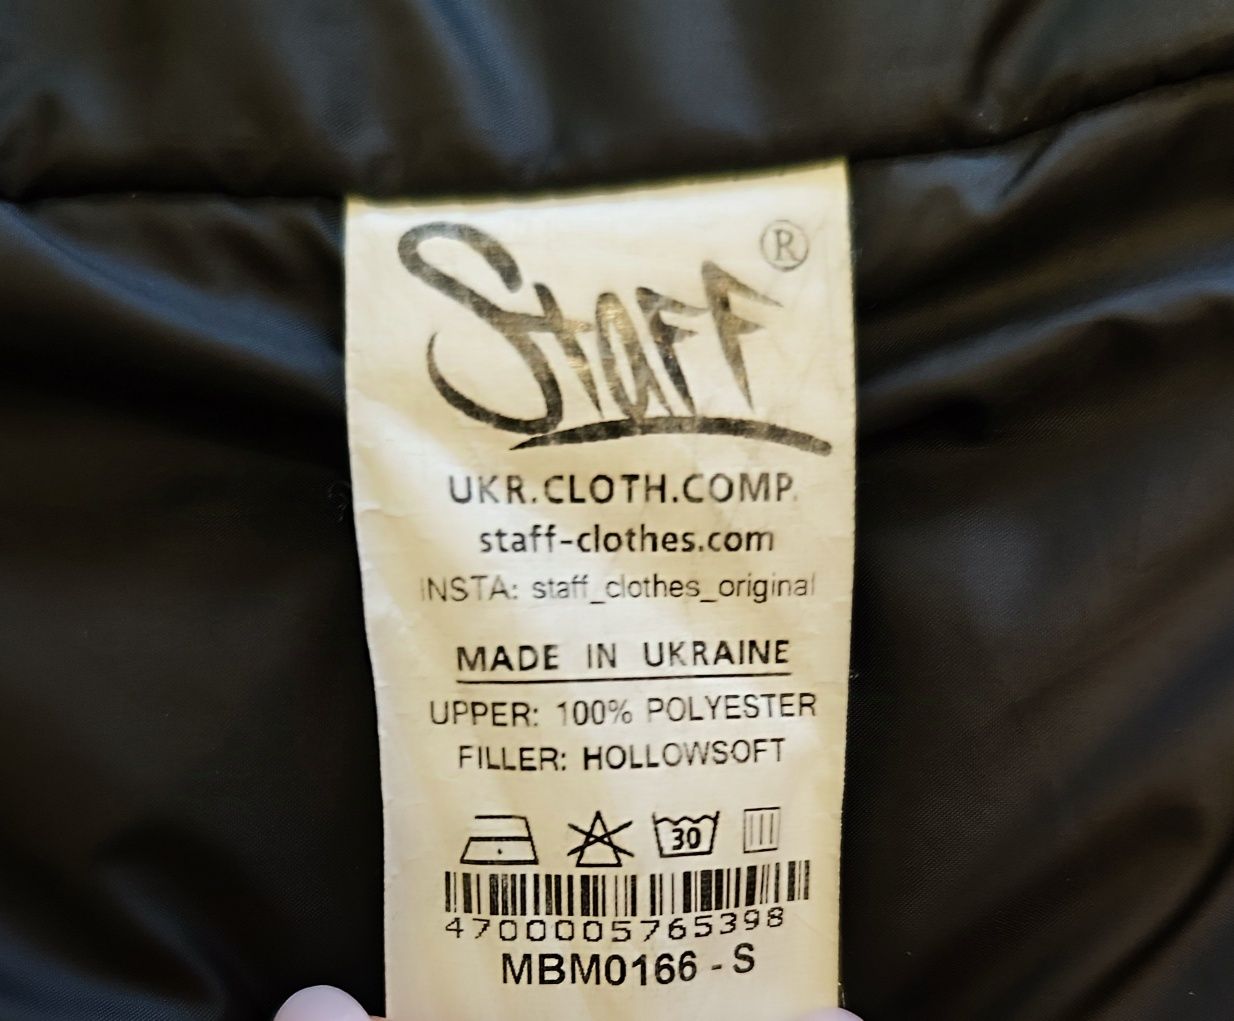 Staff ®
UKR.CLOTH.COMP.
staff-clothes.com
INSTA: staff_clothes_original
MADE IN UKRAINE
UPPER: 100% POLYESTER
FILLER: HOLLOWSOFT
30
4700005765398
MBM0166 - S